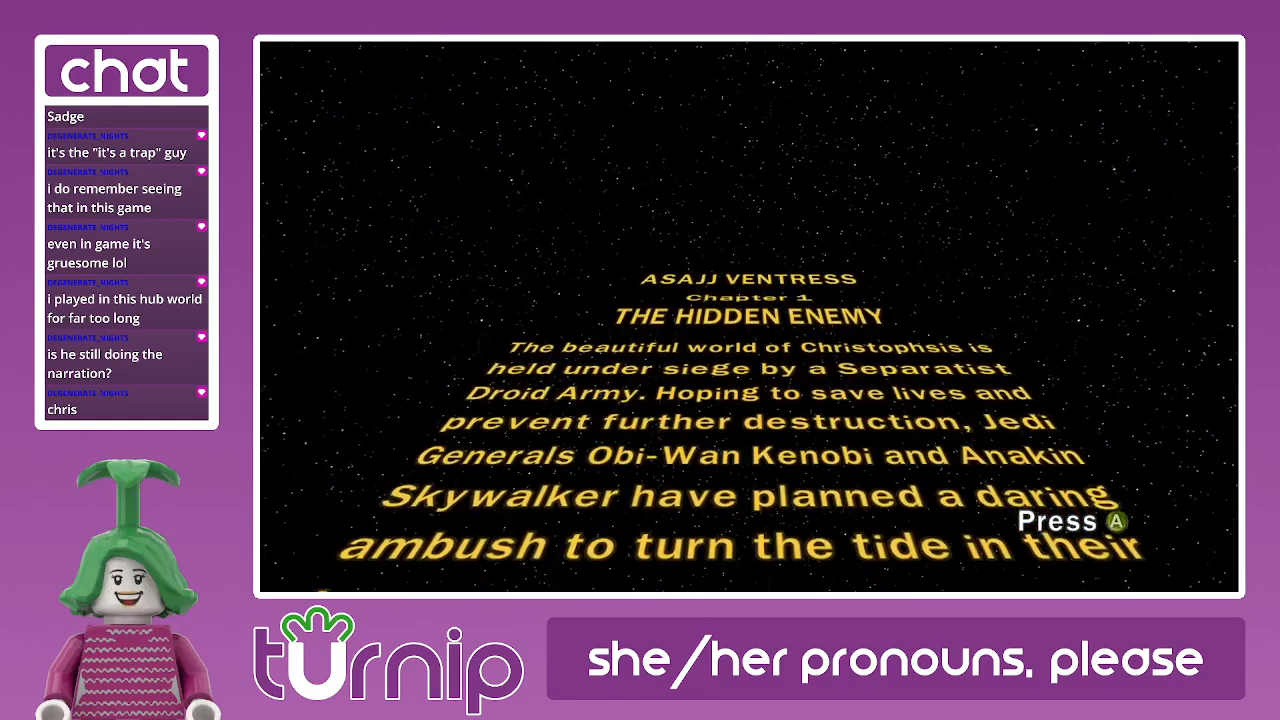 chat
Sadge
DEGENERATE_NIGHTS
it's the "it's a trap" guy
DEGENERATE_NIGHTS
i do remember seeing
that in this game
DEGENERATE_NIGHTS
even in game it's
gruesome lol
DEGENERATE_NIGHTS
i played in this hub world
for far too long
DEGENERATE_NIGHTS
is he still doing the
narration?
DEGENERATE_NIGHTS
chris
ASAJJ VENTRESS
Chapter 1
THE HIDDEN ENEMY
The beautiful world of Christophsis is
held under siege by a Separatist
Droid Army. Hoping to save lives and
prevent further destruction, Jedi
Generals Obi-Wan Kenobi and Anakin
Skywalker have planned a daring
Press A
ambush to turn the tide in their
turnip
she/her pronouns, please